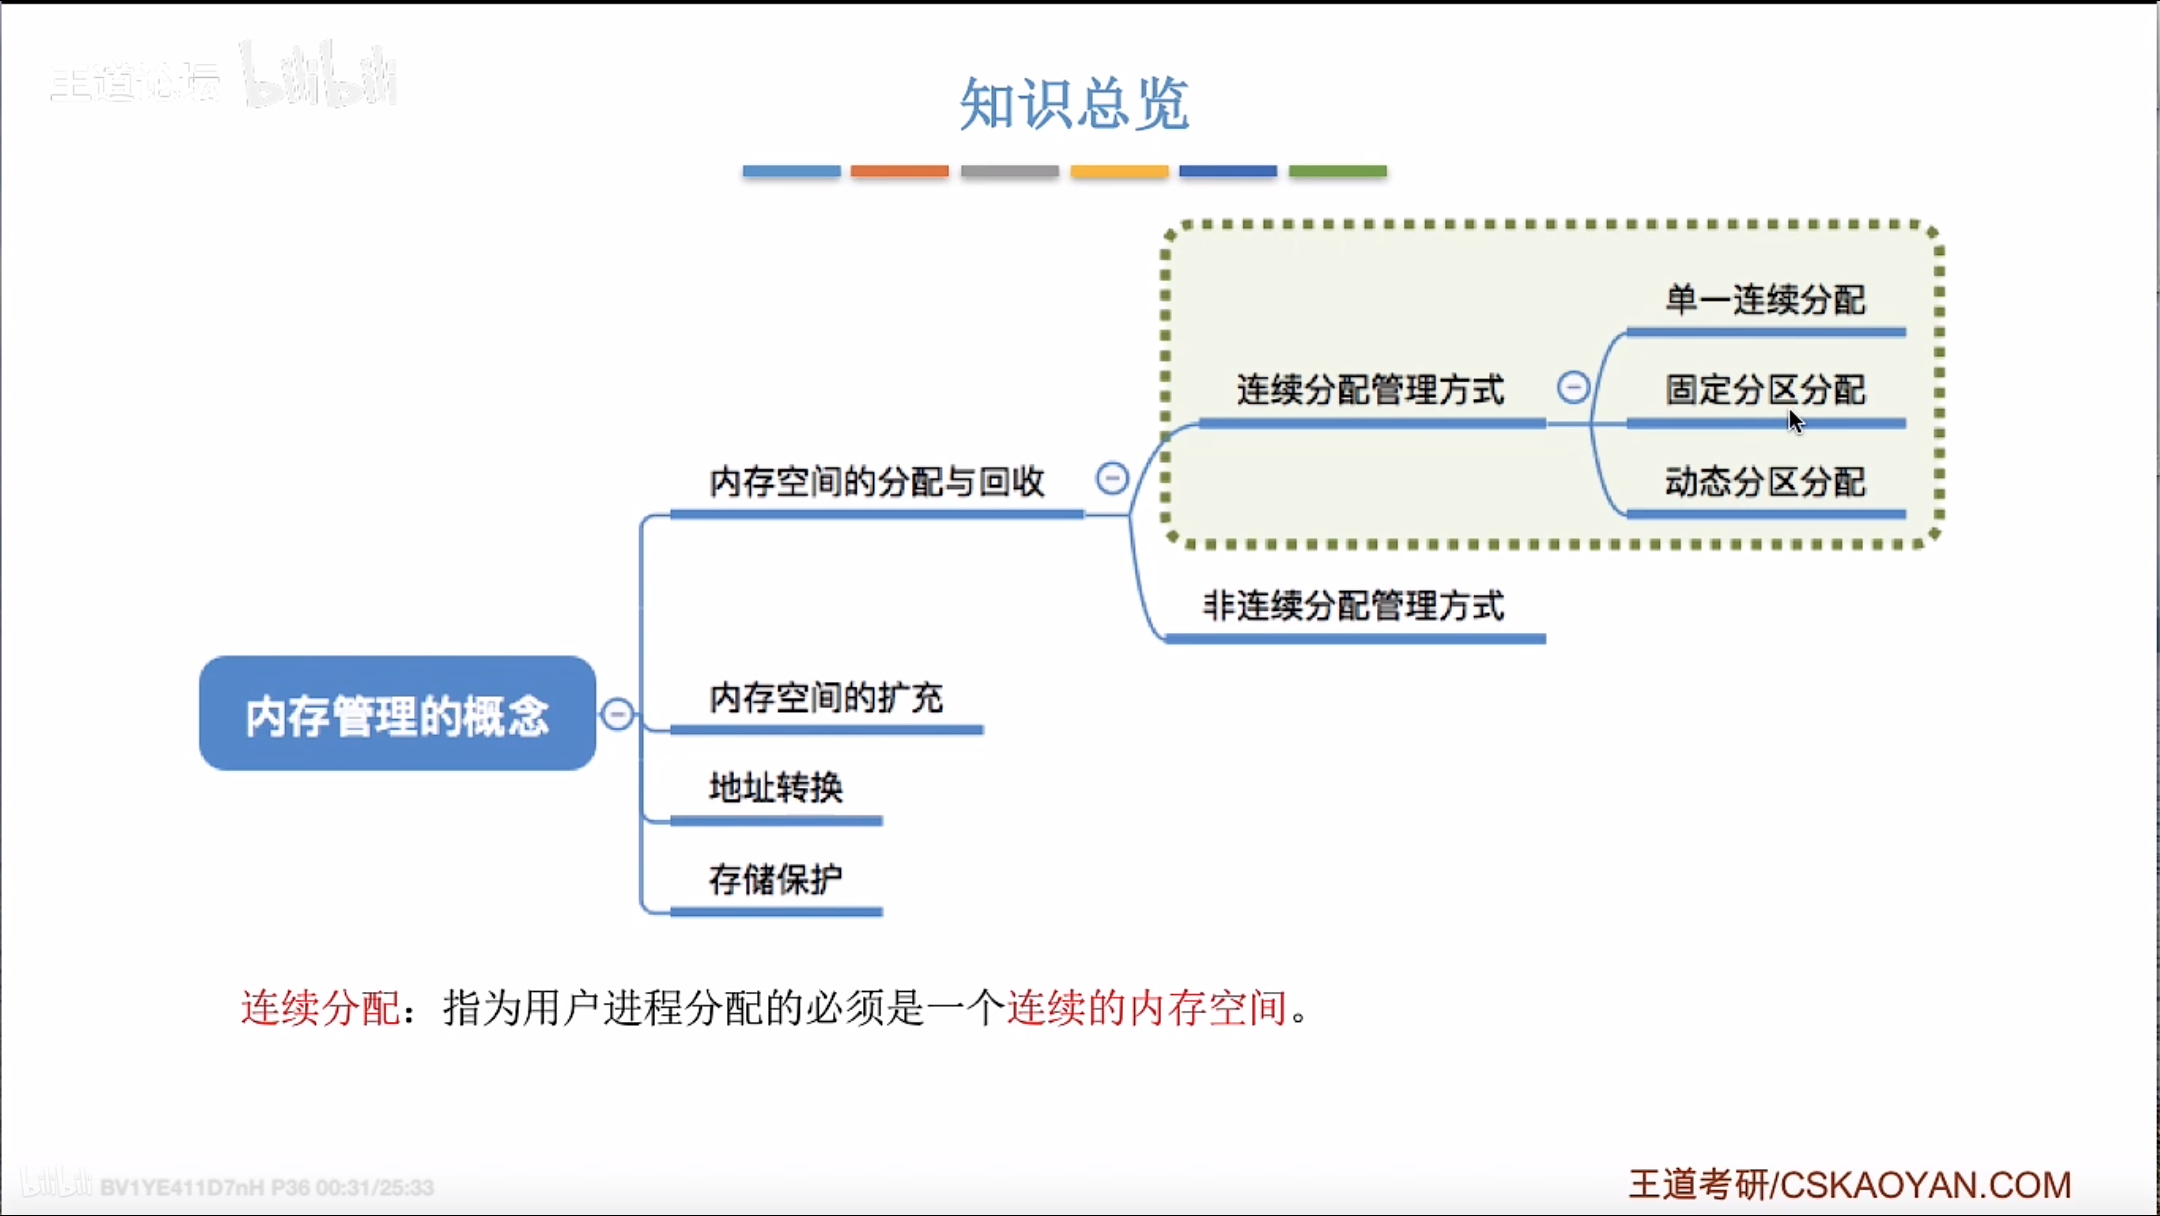 王道论坛 bilibili
知识总览
单一连续分配
连续分配管理方式
固定分区分配
内存空间的分配与回收
动态分区分配
非连续分配管理方式
内存管理的概念
内存空间的扩充
地址转换
存储保护
连续分配：指为用户进程分配的必须是一个连续的内存空间。
bilibili BV1YE411D7nH P36 00:31/25:33
王道考研/CSKAOYAN.COM